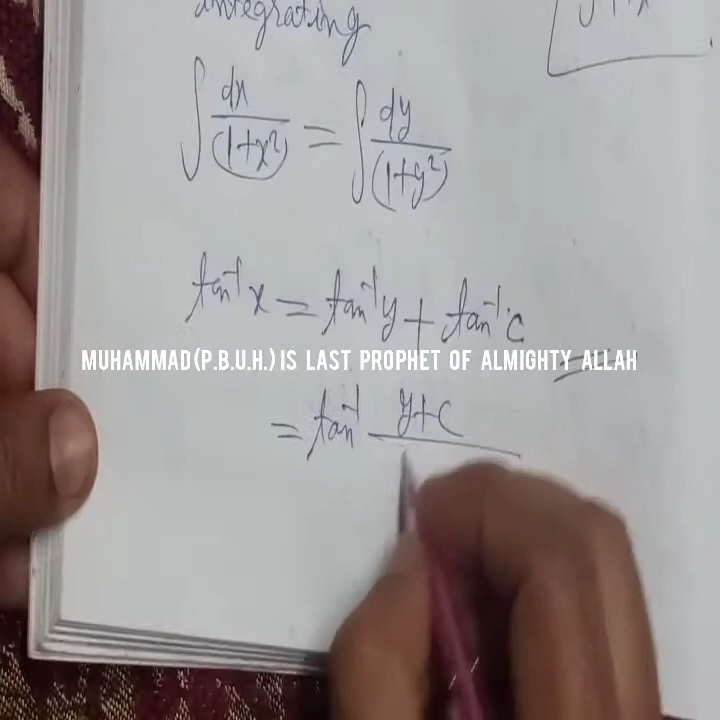 integrating
∫ dx/(1+x²) = ∫ dy/(1+y²)
tan⁻¹x = tan⁻¹y + tan⁻¹c
MUHAMMAD (P.B.U.H.) IS LAST PROPHET OF ALMIGHTY ALLAH
= tan⁻¹ y+c